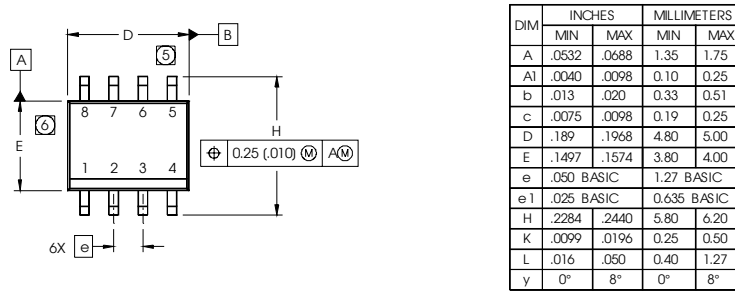 D
B
5
A
8 7 6 5
6
E
H
⌖ 0.25 (.010) Ⓜ AⓂ
1 2 3 4
6X e
DIM INCHES MILLIMETERS
MIN MAX MIN MAX
A .0532 .0688 1.35 1.75
A1 .0040 .0098 0.10 0.25
b .013 .020 0.33 0.51
c .0075 .0098 0.19 0.25
D .189 .1968 4.80 5.00
E .1497 .1574 3.80 4.00
e .050 BASIC 1.27 BASIC
e1 .025 BASIC 0.635 BASIC
H .2284 .2440 5.80 6.20
K .0099 .0196 0.25 0.50
L .016 .050 0.40 1.27
y 0° 8° 0° 8°